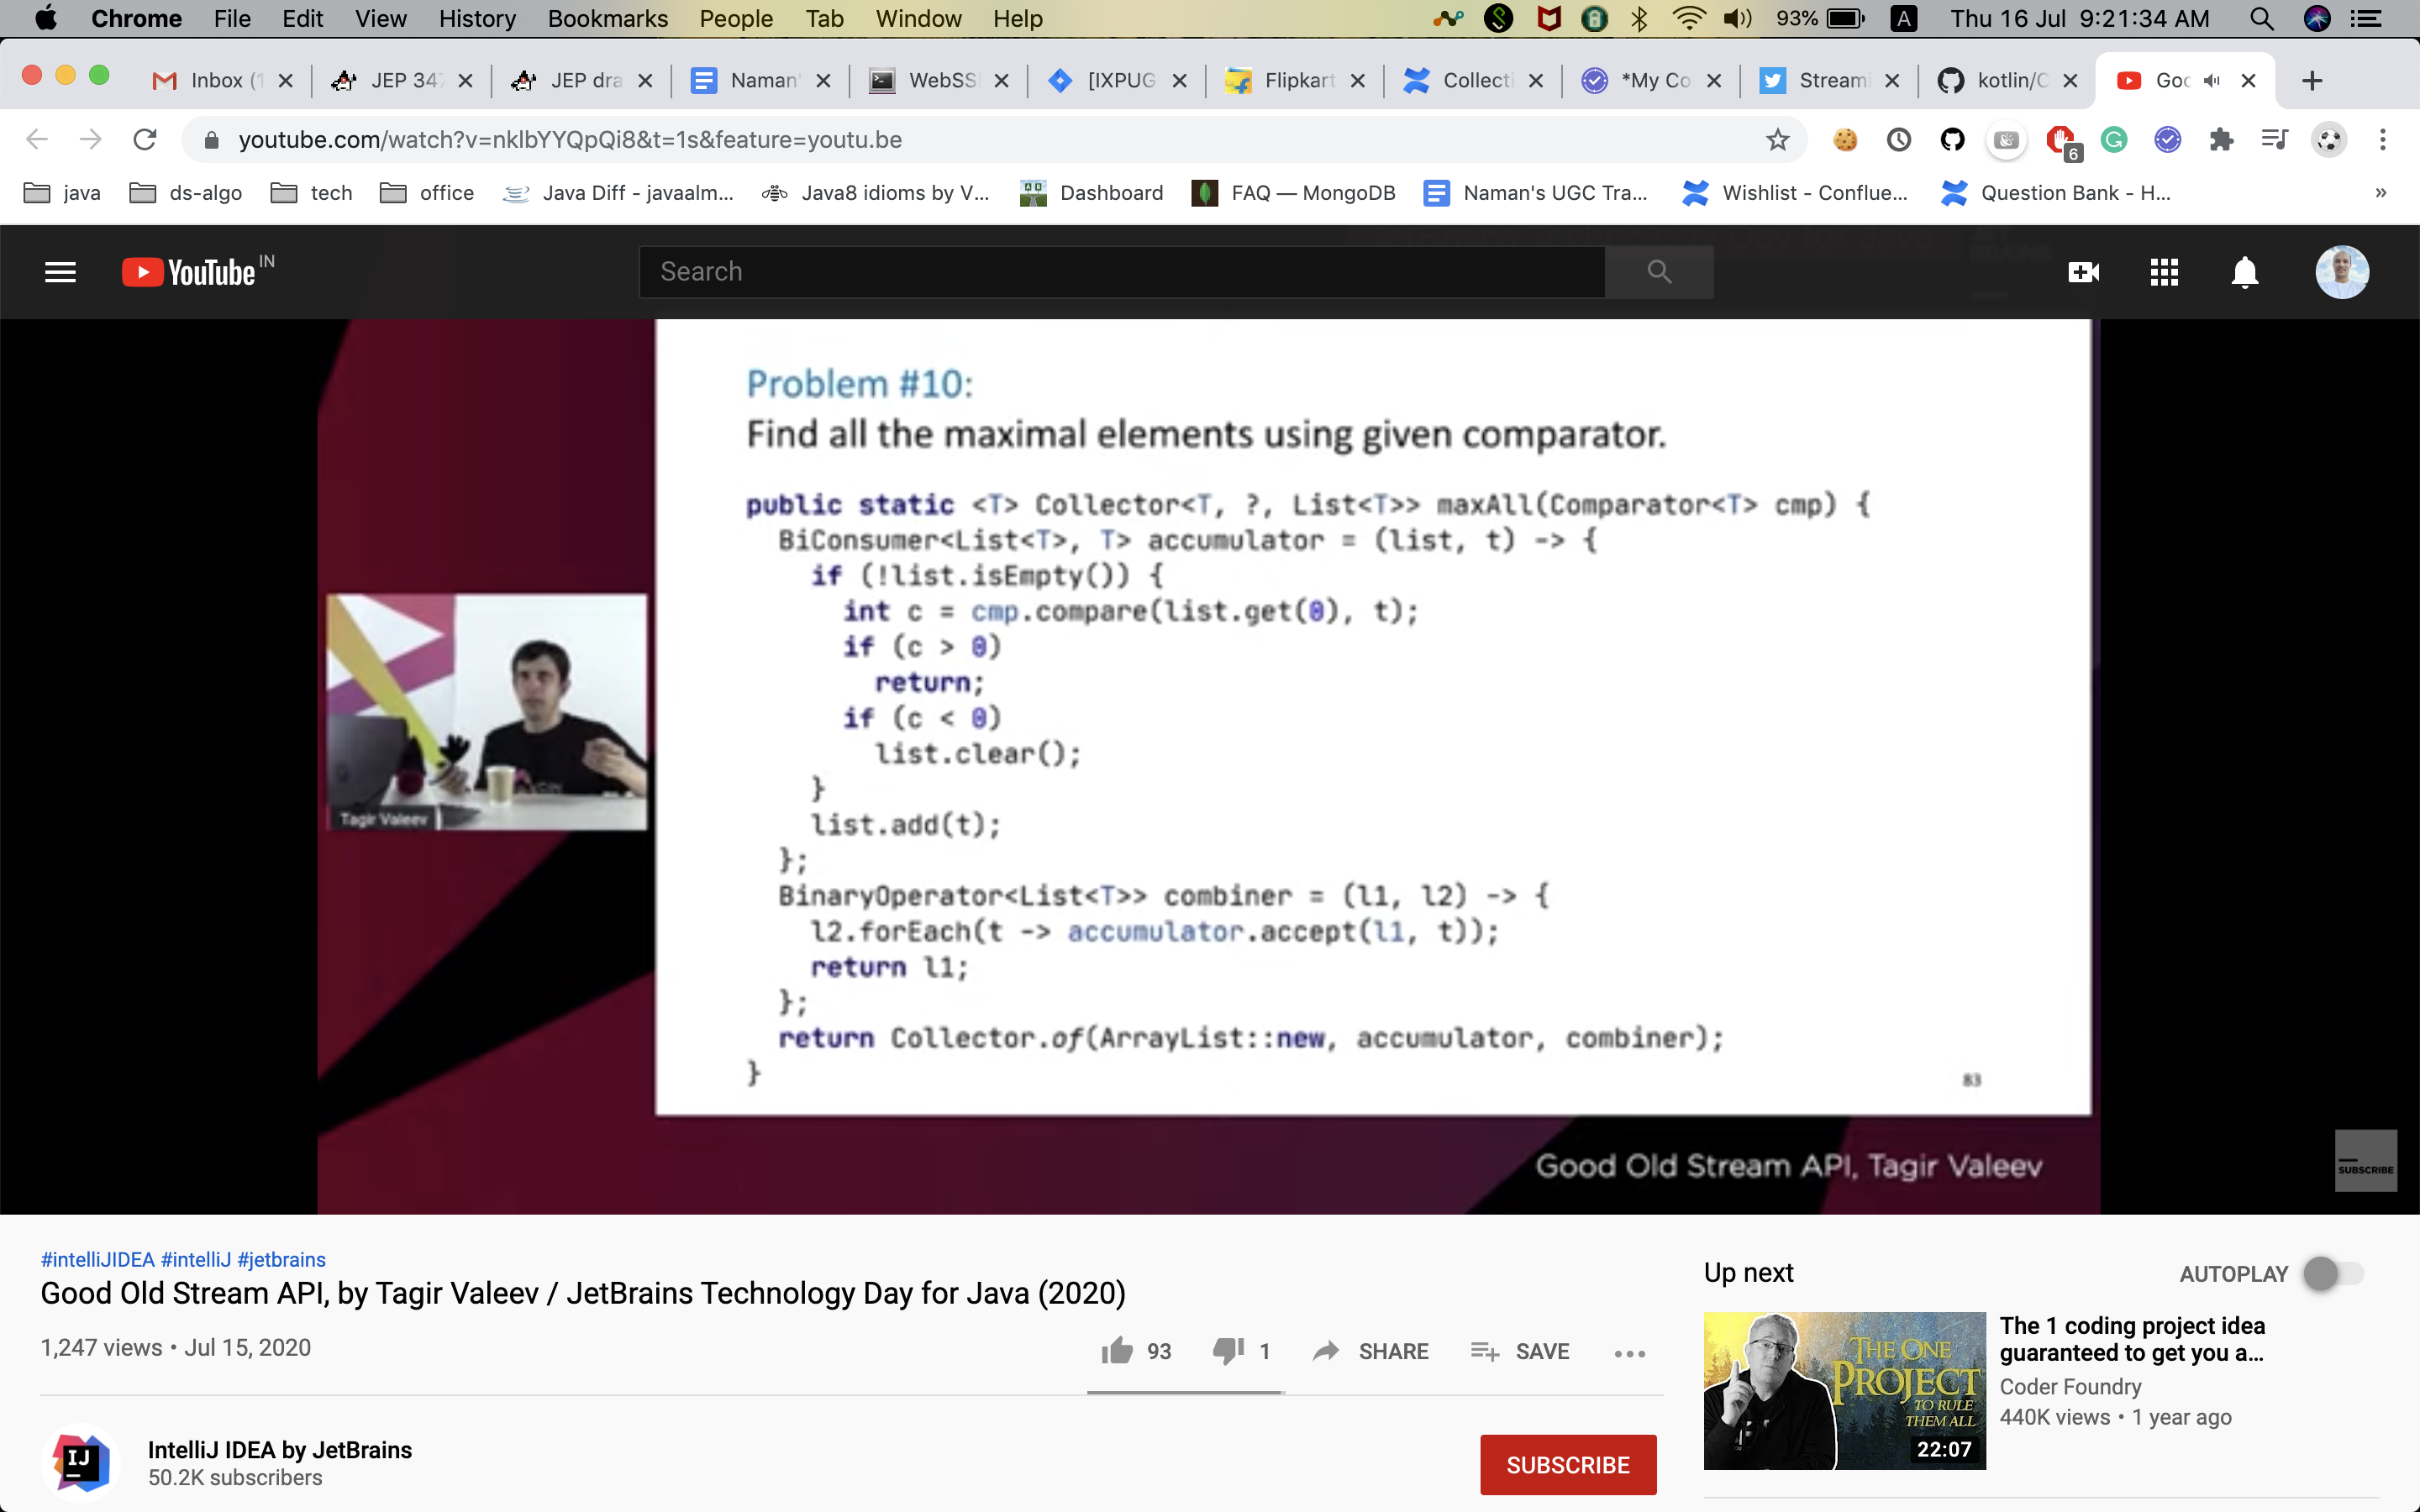 Chrome File Edit View History Bookmarks People Tab Window Help 93% A Thu 16 Jul 9:21:34 AM
Inbox (1 JEP 34 JEP dra Naman' WebSS [IXPUG Flipkart Collecti *My Co Streami kotlin/C Goo
youtube.com/watch?v=nklbYYQpQi8&t=1s&feature=youtu.be 6
java ds-algo tech office Java Diff - javaalm... Java8 idioms by V... Dashboard FAQ — MongoDB Naman's UGC Tra... Wishlist - Conflue... Question Bank - H... »
YouTube IN Search
Problem #10:
Find all the maximal elements using given comparator.
public static <T> Collector<T, ?, List<T>> maxAll(Comparator<T> cmp) {
BiConsumer<List<T>, T> accumulator = (list, t) -> {
if (!list.isEmpty()) {
int c = cmp.compare(list.get(0), t);
if (c > 0)
return;
if (c < 0)
list.clear();
}
list.add(t);
};
BinaryOperator<List<T>> combiner = (l1, l2) -> {
l2.forEach(t -> accumulator.accept(l1, t));
return l1;
};
return Collector.of(ArrayList::new, accumulator, combiner);
}
83
Tagir Valeev
Good Old Stream API, Tagir Valeev
SUBSCRIBE
#intelliJIDEA #intelliJ #jetbrains
Good Old Stream API, by Tagir Valeev / JetBrains Technology Day for Java (2020)
1,247 views • Jul 15, 2020
93 1 SHARE SAVE
IJ
IntelliJ IDEA by JetBrains
50.2K subscribers
SUBSCRIBE
Up next AUTOPLAY
THE ONE
PROJECT
TO RULE
THEM ALL
22:07
The 1 coding project idea
guaranteed to get you a...
Coder Foundry
440K views • 1 year ago